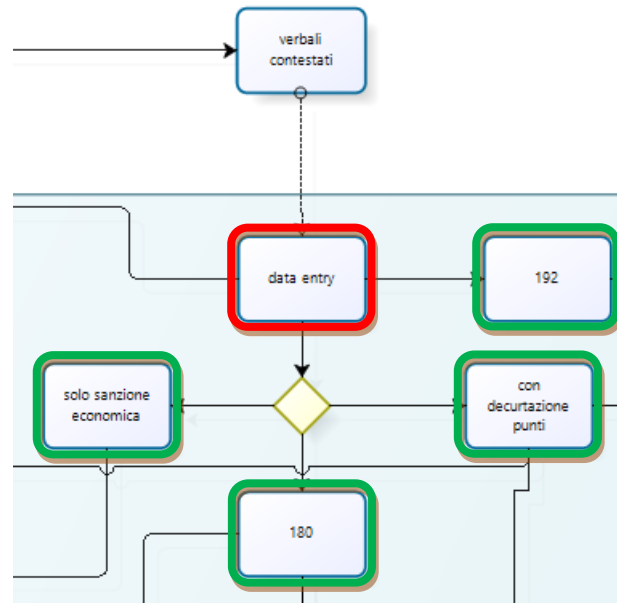 verbali
contestati
data entry
192
solo sanzione
economica
con
decurtazione
punti
180